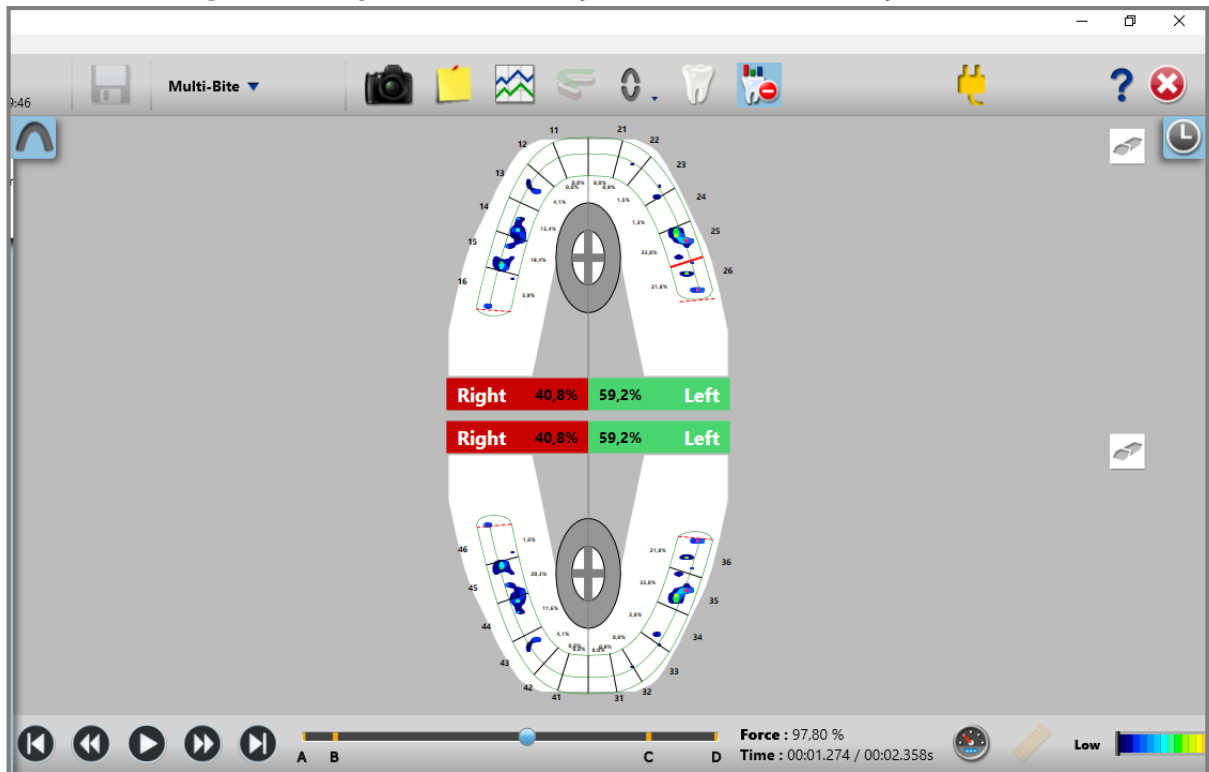 9:46
Multi-Bite
?
11 21
12 22
13 23
14 24
15 25
16 26
0,0% 0,0%
0,0%
4,1% 1,5%
13,4% 1,3%
19,4% 33,8%
3,8% 21,8%
Right 40,8% 59,2% Left
Right 40,8% 59,2% Left
46 1,6% 21,8% 36
45 20,3% 33,8% 35
44 11,6% 2,8% 34
43 4,1% 0,0% 33
0,0% 0,0%
42 32
41 31
A B C D
Force : 97,80 %
Time : 00:01.274 / 00:02.358s
Low